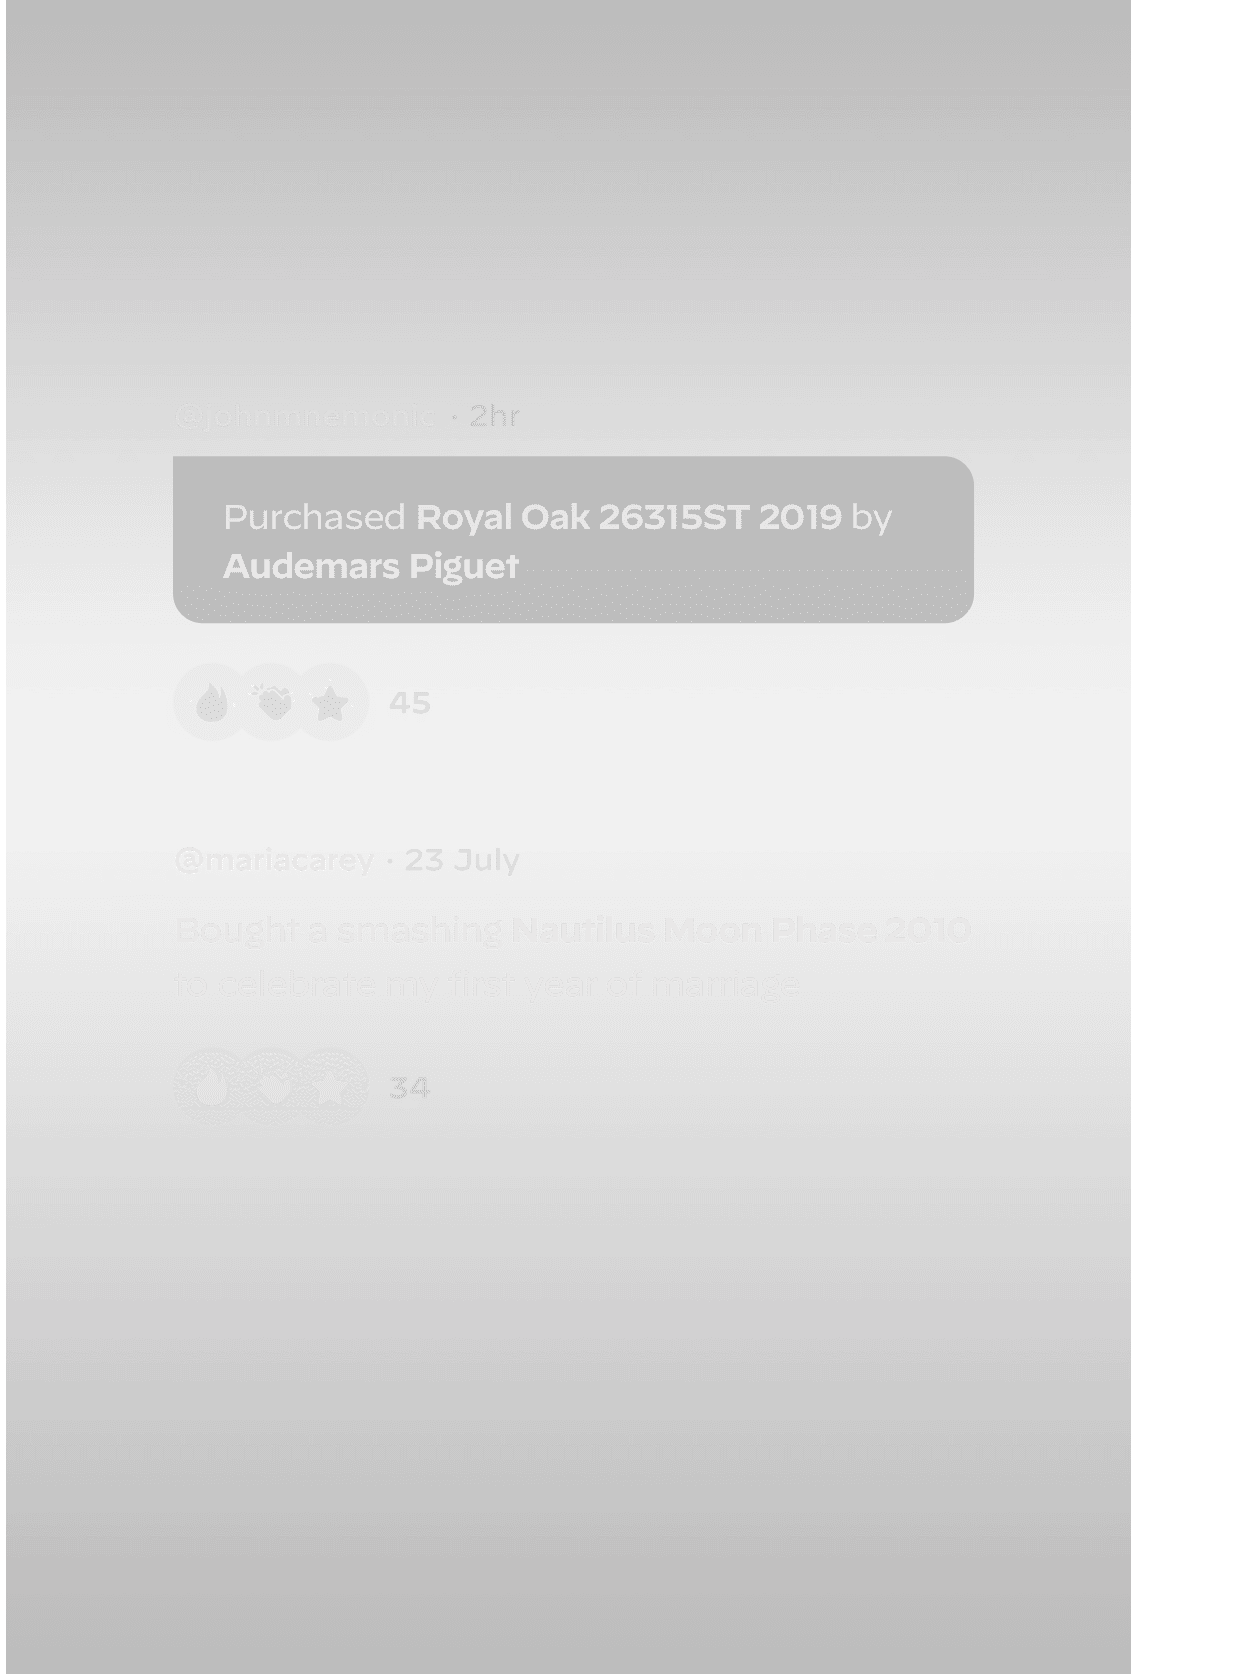 @johnmnemonic · 2hr
Purchased Royal Oak 26315ST 2019 by
Audemars Piguet
45
@mariacarey · 23 July
Bought a smashing Nautilus Moon Phase 2010
to celebrate my first year of marriage
34